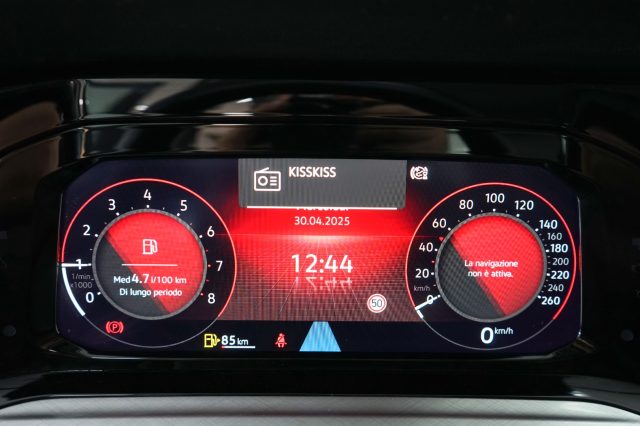 KISSKISS
30.04.2025
12:44
50
1
2
3
4
5
6
7
8
0
1/min
x1000
Med 4.7 l/100 km
Di lungo periodo
P
85 km
0
20
40
60
80
100
120
140
160
180
200
220
240
260
km/h
La navigazione
non è attiva.
0 km/h